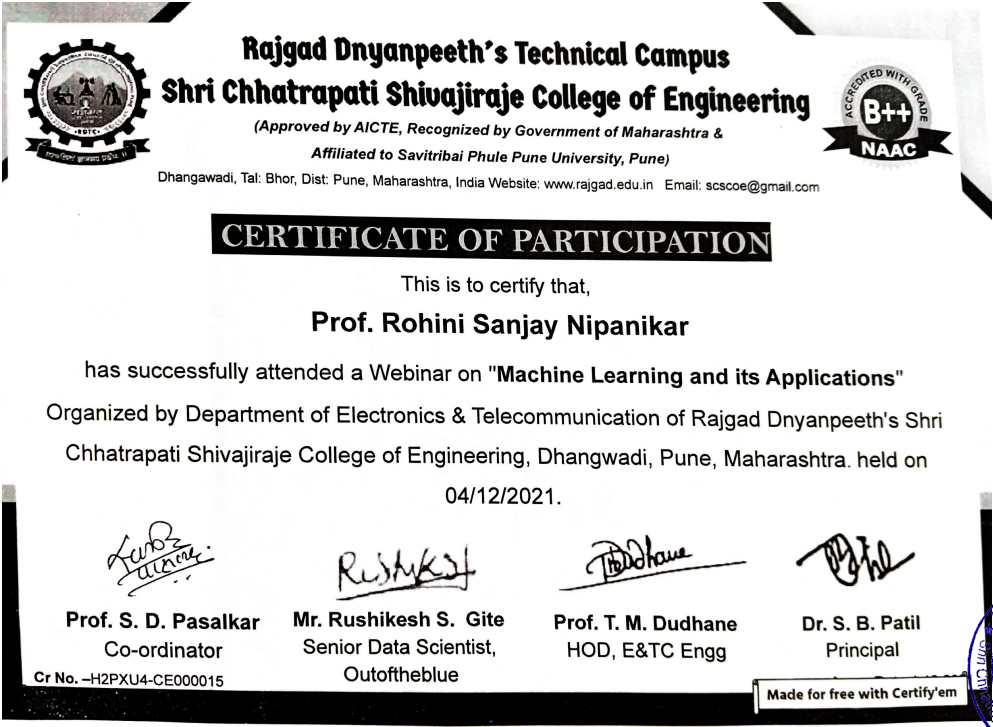 Rajgad Dnyanpeeth's Technical Campus
Shri Chhatrapati Shivajiraje College of Engineering
(Approved by AICTE, Recognized by Government of Maharashtra &
Affiliated to Savitribai Phule Pune University, Pune)
Dhangawadi, Tal: Bhor, Dist: Pune, Maharashtra, India Website: www.rajgad.edu.in Email: scscoe@gmail.com
RDTC
ACCREDITED WITH GRADE
B++
NAAC
CERTIFICATE OF PARTICIPATION
This is to certify that,
Prof. Rohini Sanjay Nipanikar
has successfully attended a Webinar on "Machine Learning and its Applications"
Organized by Department of Electronics & Telecommunication of Rajgad Dnyanpeeth's Shri
Chhatrapati Shivajiraje College of Engineering, Dhangwadi, Pune, Maharashtra. held on
04/12/2021.
Prof. S. D. Pasalkar
Co-ordinator
Mr. Rushikesh S. Gite
Senior Data Scientist,
Outoftheblue
Prof. T. M. Dudhane
HOD, E&TC Engg
Dr. S. B. Patil
Principal
Cr No. –H2PXU4-CE000015
Made for free with Certify'em